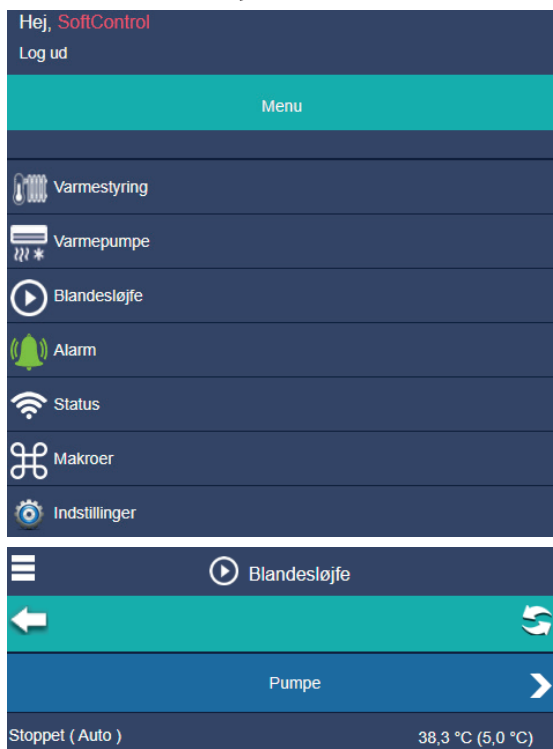 Hej, SoftControl
Log ud
Menu
Varmestyring
Varmepumpe
Blandesløjfe
Alarm
Status
Makroer
Indstillinger
Blandesløjfe
Pumpe
Stoppet ( Auto ) 38,3 °C (5,0 °C)